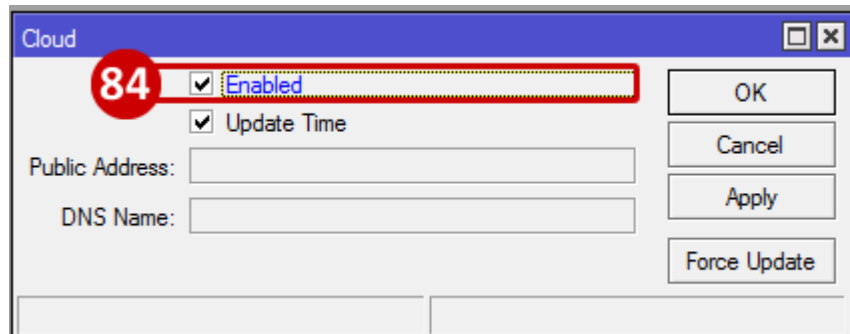 Cloud
84
Enabled
OK
Update Time
Cancel
Public Address:
Apply
DNS Name:
Force Update